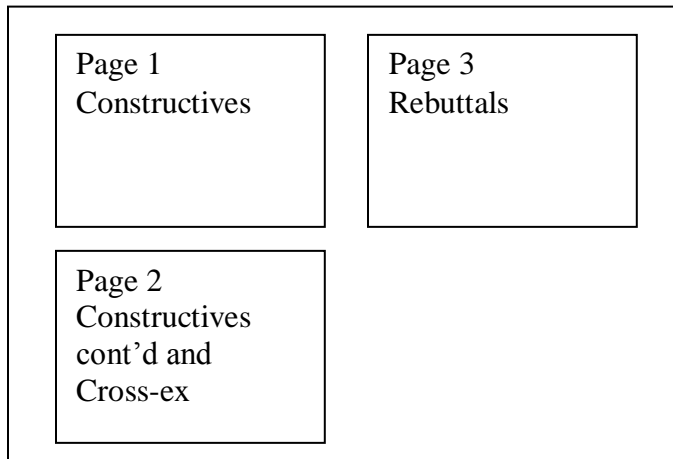 Page 1
Constructives
Page 2
Constructives
cont’d and
Cross-ex
Page 3
Rebuttals